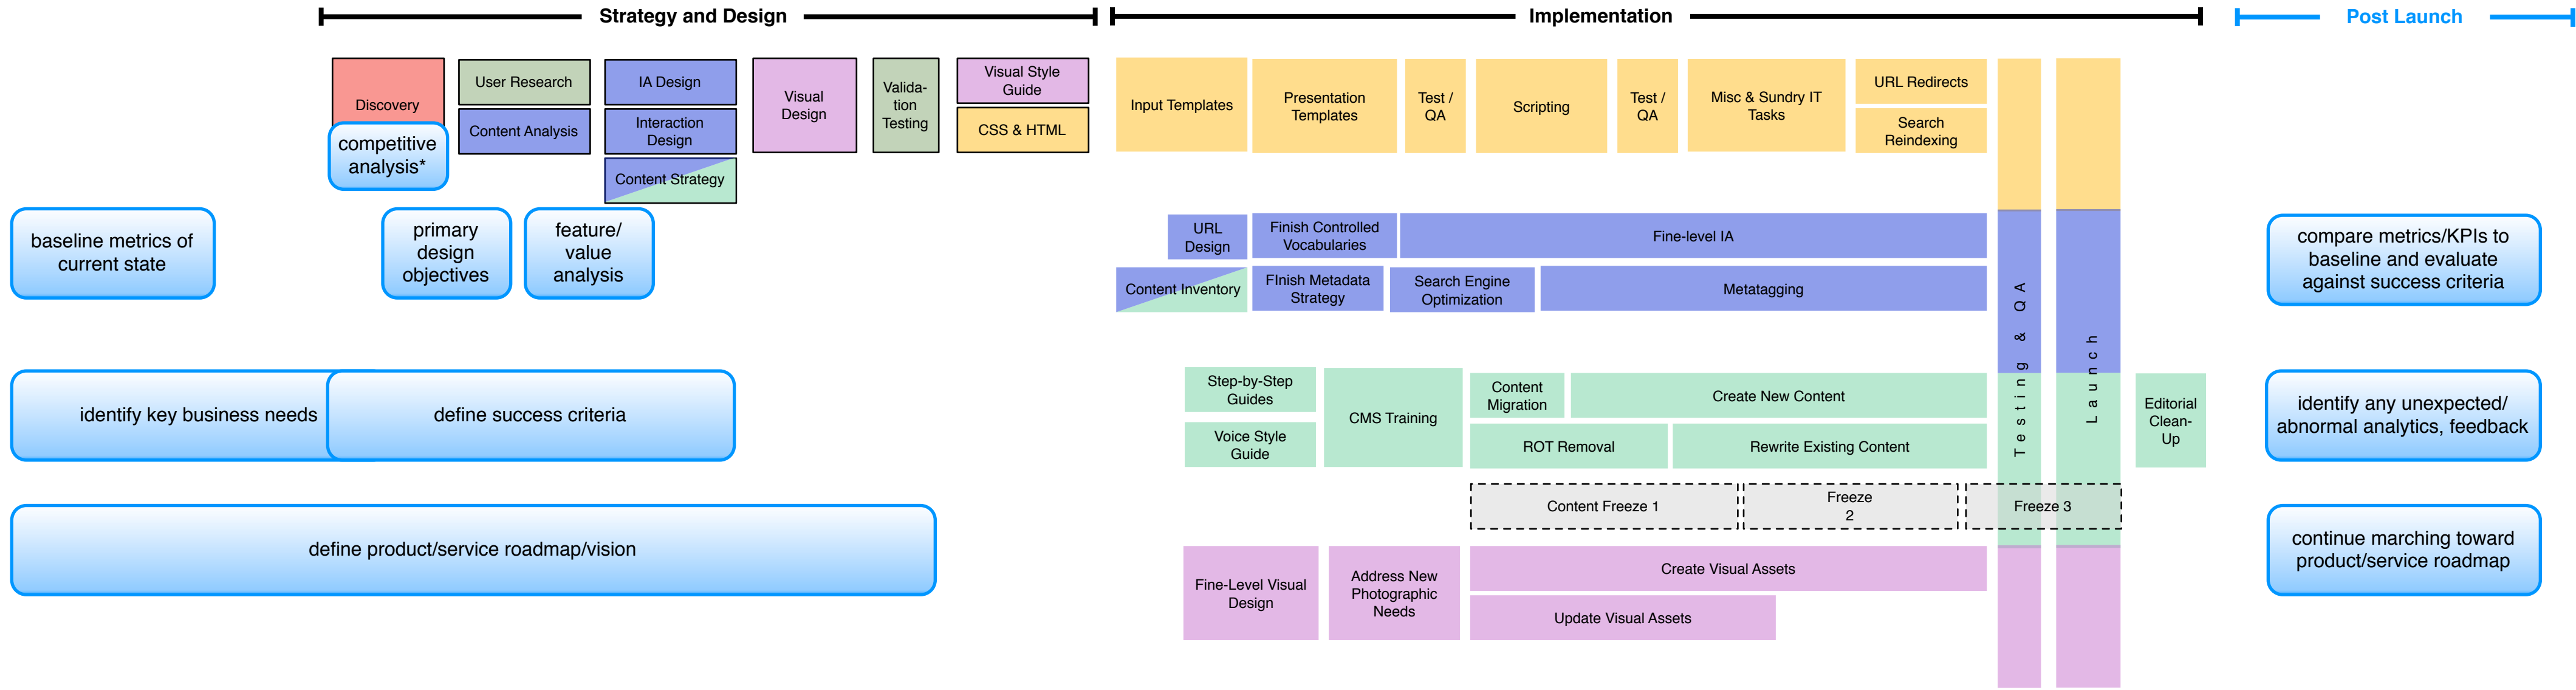 Strategy and Design
Implementation
Post Launch
Discovery
competitive
analysis*
User Research
Content Analysis
IA Design
Interaction
Design
Content Strategy
Visual
Design
Valida-
tion
Testing
Visual Style
Guide
CSS & HTML
Input Templates
Presentation
Templates
Test /
QA
Scripting
Test /
QA
Misc & Sundry IT
Tasks
URL Redirects
Search
Reindexing
baseline metrics of
current state
primary
design
objectives
feature/
value
analysis
URL
Design
Finish Controlled
Vocabularies
Fine-level IA
Content Inventory
FInish Metadata
Strategy
Search Engine
Optimization
Metatagging
Testing & QA
Launch
compare metrics/KPIs to
baseline and evaluate
against success criteria
identify key business needs
define success criteria
Step-by-Step
Guides
Voice Style
Guide
CMS Training
Content
Migration
Create New Content
ROT Removal
Rewrite Existing Content
Editorial
Clean-
Up
identify any unexpected/
abnormal analytics, feedback
define product/service roadmap/vision
Content Freeze 1
Freeze
2
Freeze 3
continue marching toward
product/service roadmap
Fine-Level Visual
Design
Address New
Photographic
Needs
Create Visual Assets
Update Visual Assets